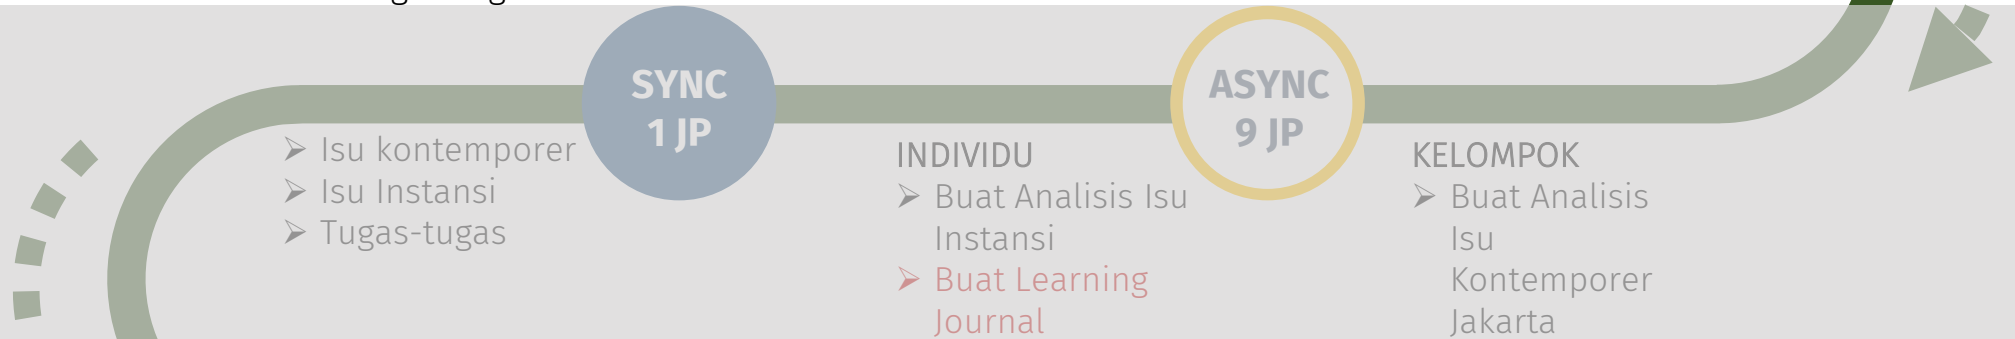 SYNC
1 JP
Isu kontemporer
Isu Instansi
Tugas-tugas
ASYNC
9 JP
INDIVIDU
Buat Analisis Isu
Instansi
Buat Learning
Journal
KELOMPOK
Buat Analisis
Isu
Kontemporer
Jakarta